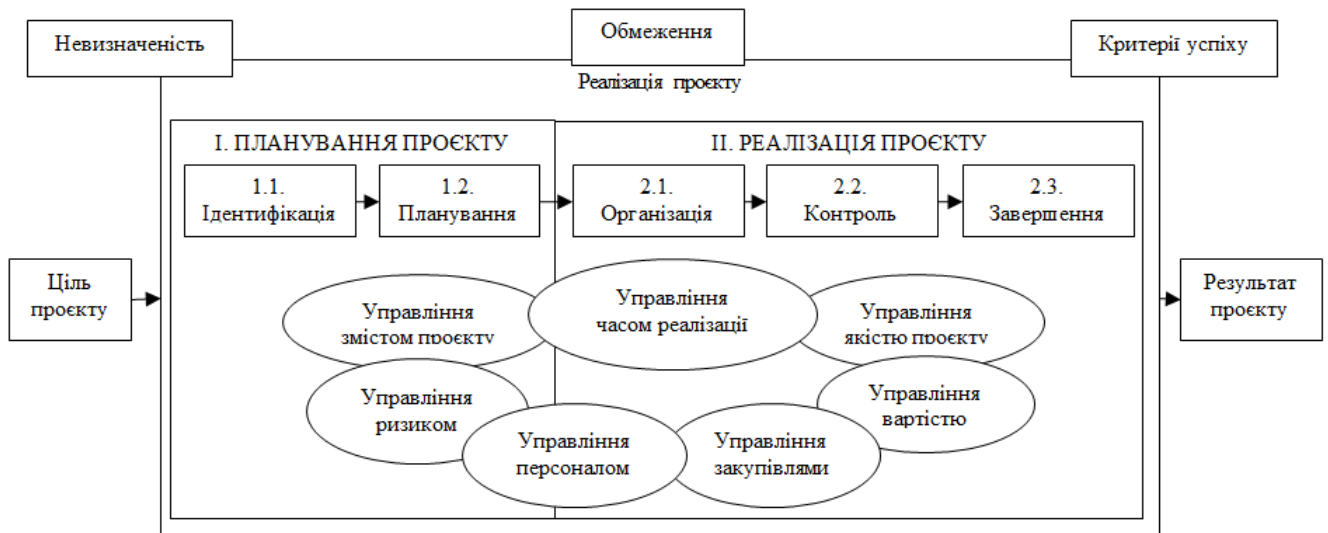 Невизначеність
Обмеження
Критерії успіху
Реалізація проєкту
І. ПЛАНУВАННЯ ПРОЄКТУ
ІІ. РЕАЛІЗАЦІЯ ПРОЄКТУ
1.1.
Ідентифікація
1.2.
Планування
2.1.
Організація
2.2.
Контроль
2.3.
Завершення
Ціль
проєкту
Управління
змістом проєкту
Управління
часом реалізації
Управління
якістю проєкту
Результат
проєкту
Управління
ризиком
Управління
вартістю
Управління
персоналом
Управління
закупівлями